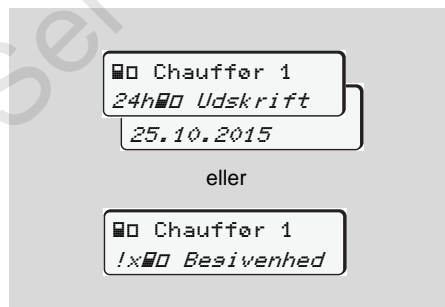 Chauffør 1
24h Udskrift
25.10.2015
eller
Chauffør 1
!x Begivenhed